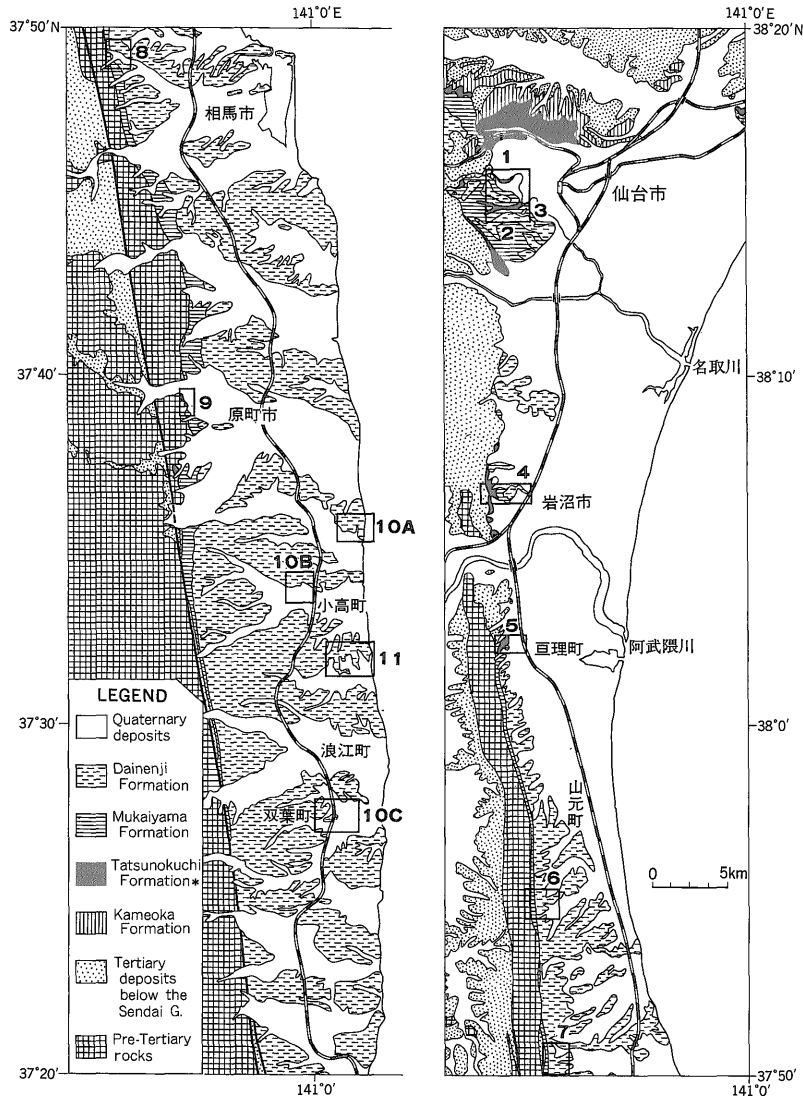 141°0′E
37°50′N
8
相馬市
37°40′
9
原町市
10A
10B
小高町
11
37°30′
浪江町
双葉町
10C
37°20′
141°0′
LEGEND
Quaternary
deposits
Dainenji
Formation
Mukaiyama
Formation
Tatsunokuchi
Formation*
Kameoka
Formation
Tertiary
deposits
below the
Sendai G.
Pre-Tertiary
rocks
141°0′E
38°20′N
1
仙台市
3
2
名取川
38°10′
4
岩沼市
5
亘理町
阿武隈川
38°0′
山元町
0 5km
6
7
37°50′
141°0′